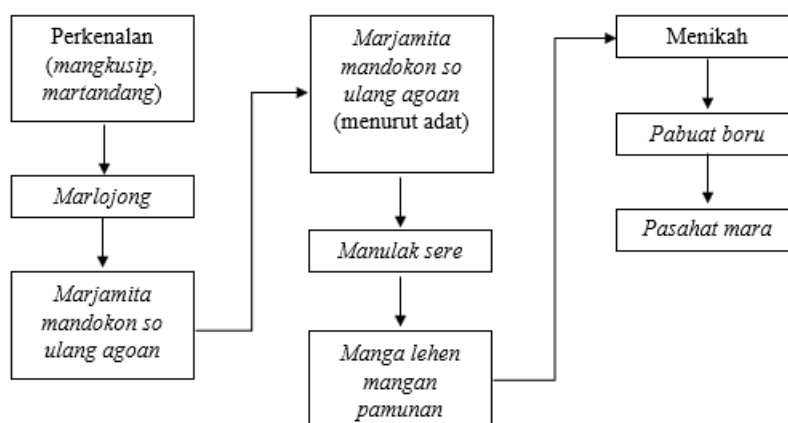 Perkenalan
(mangkusip,
martandang)
Marlojong
Marjamita
mandokon so
ulang agoan
Marjamita
mandokon so
ulang agoan
(menurut adat)
Manulak sere
Manga lehen
mangan
pamunan
Menikah
Pabuat boru
Pasahat mara